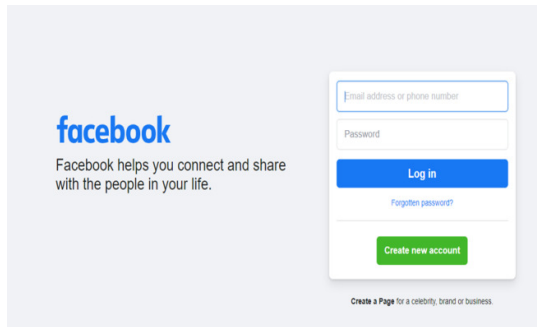 facebook
Facebook helps you connect and share
with the people in your life.
Email address or phone number
Password
Log in
Forgotten password?
Create new account
Create a Page for a celebrity, brand or business.